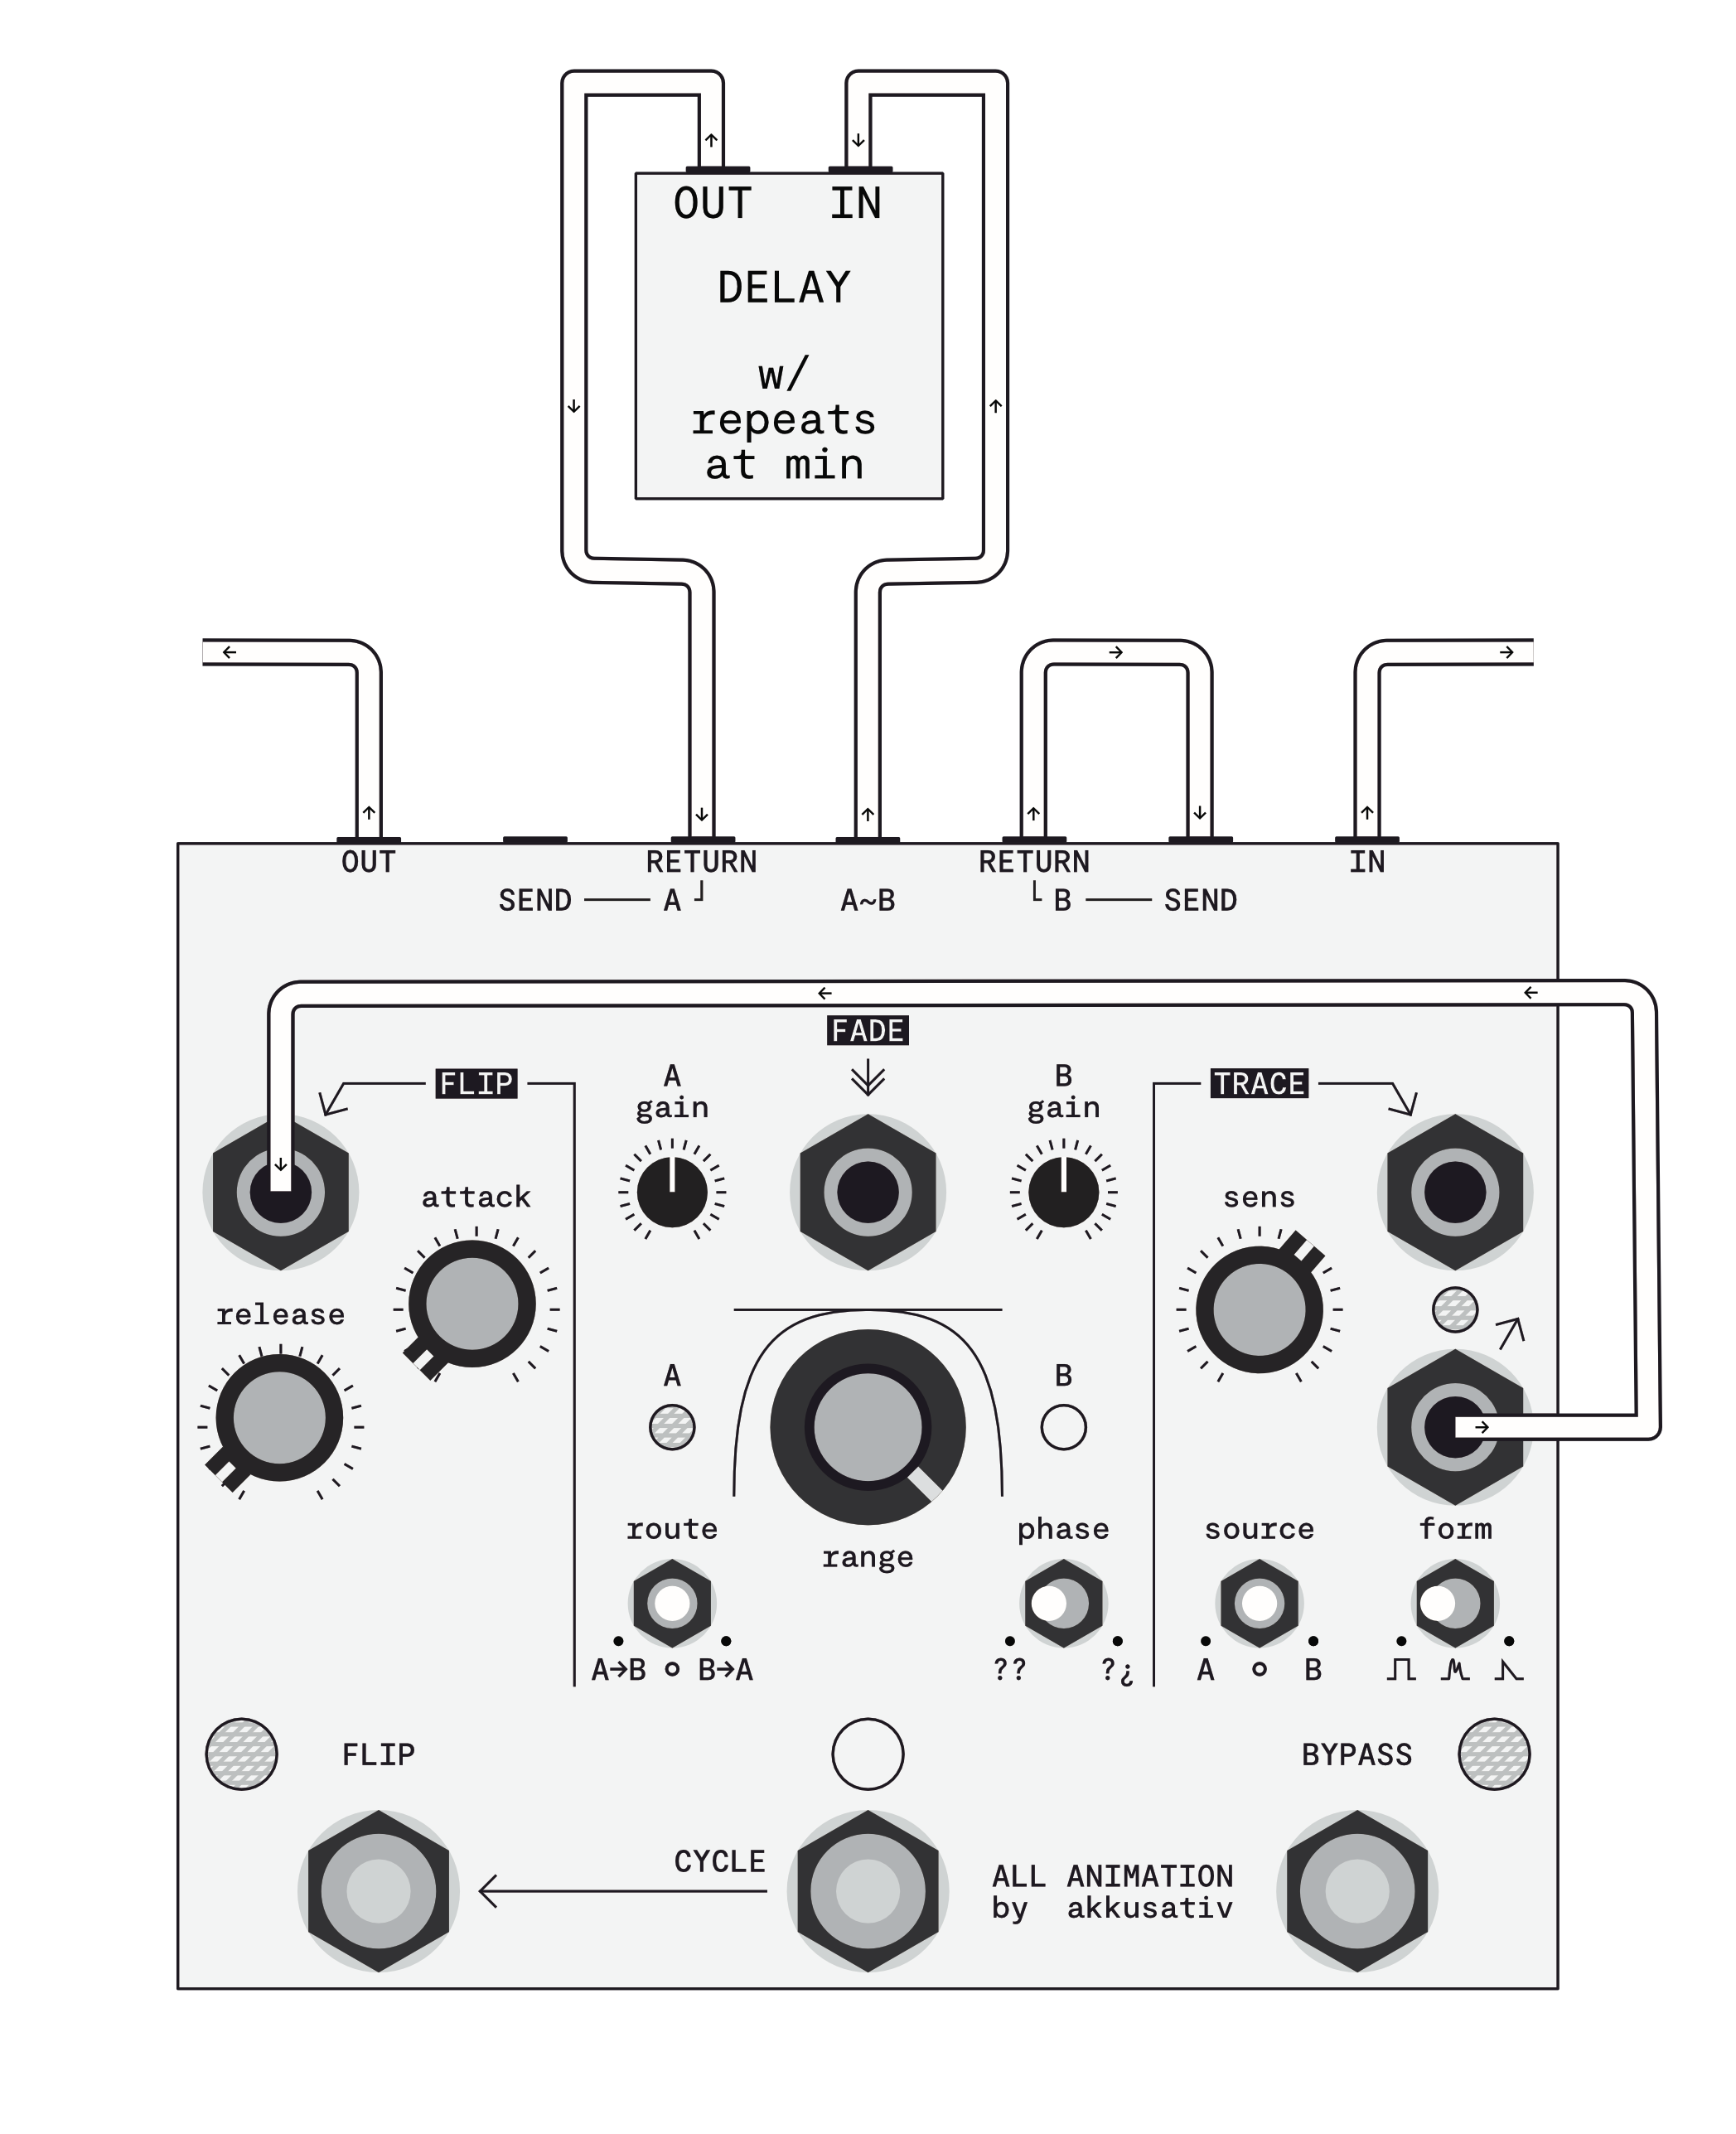 OUT IN
DELAY
w/
repeats
at min
OUT RETURN RETURN IN
SEND A A~B B SEND
FADE
FLIP A B TRACE
gain gain
attack sens
release
A B
route phase source form
range
A→B B→A ?? ?¿ A B
FLIP BYPASS
CYCLE
ALL ANIMATION
by akkusativ